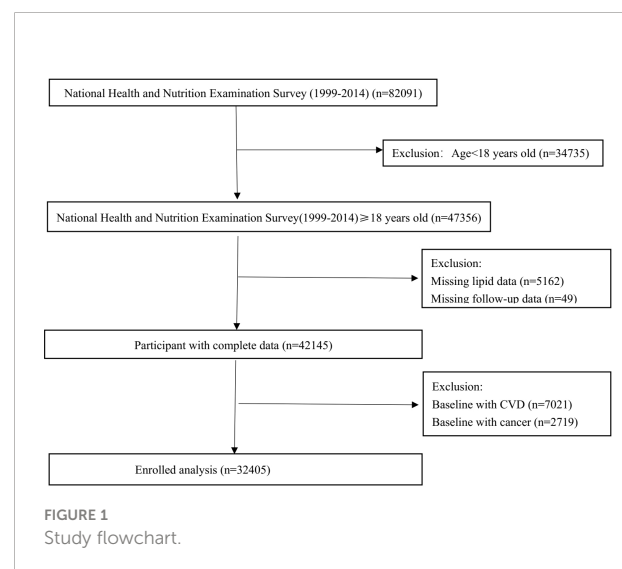 National Health and Nutrition Examination Survey (1999-2014) (n=82091)
Exclusion: Age<18 years old (n=34735)
National Health and Nutrition Examination Survey(1999-2014)≥18 years old (n=47356)
Exclusion:
Missing lipid data (n=5162)
Missing follow-up data (n=49)
Participant with complete data (n=42145)
Exclusion:
Baseline with CVD (n=7021)
Baseline with cancer (n=2719)
Enrolled analysis (n=32405)
FIGURE 1
Study flowchart.